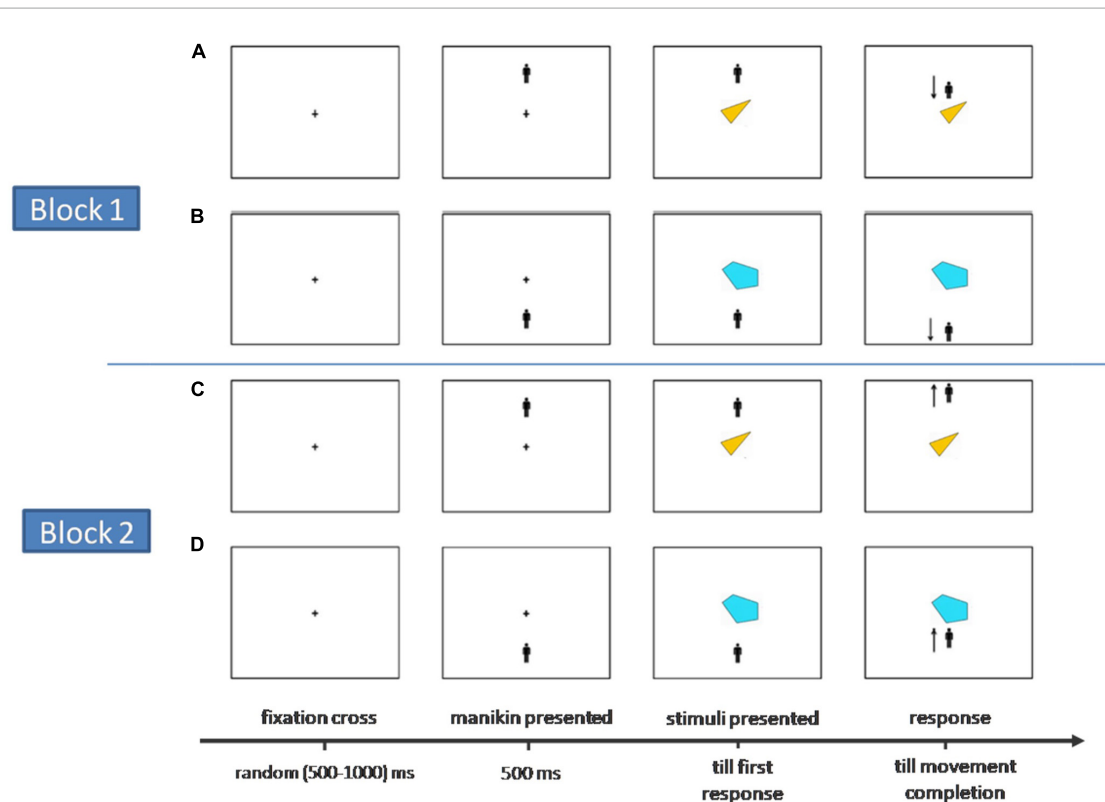 A
Block 1
B
C
Block 2
D
fixation cross manikin presented stimuli presented response
random (500-1000) ms 500 ms till first till movement
response completion